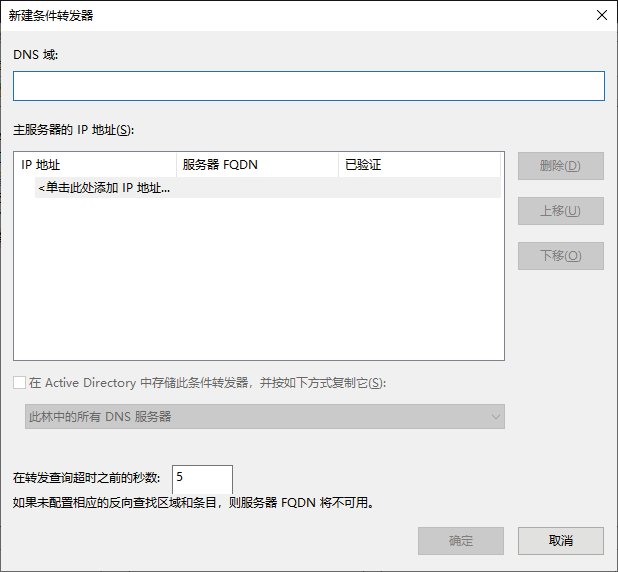 新建条件转发器
DNS 域:
主服务器的 IP 地址(S):
IP 地址 服务器 FQDN 已验证
<单击此处添加 IP 地址...
删除(D)
上移(U)
下移(O)
在 Active Directory 中存储此条件转发器，并按如下方式复制它(S):
此林中的所有 DNS 服务器
在转发查询超时之前的秒数: 5
如果未配置相应的反向查找区域和条目，则服务器 FQDN 将不可用。
确定 取消